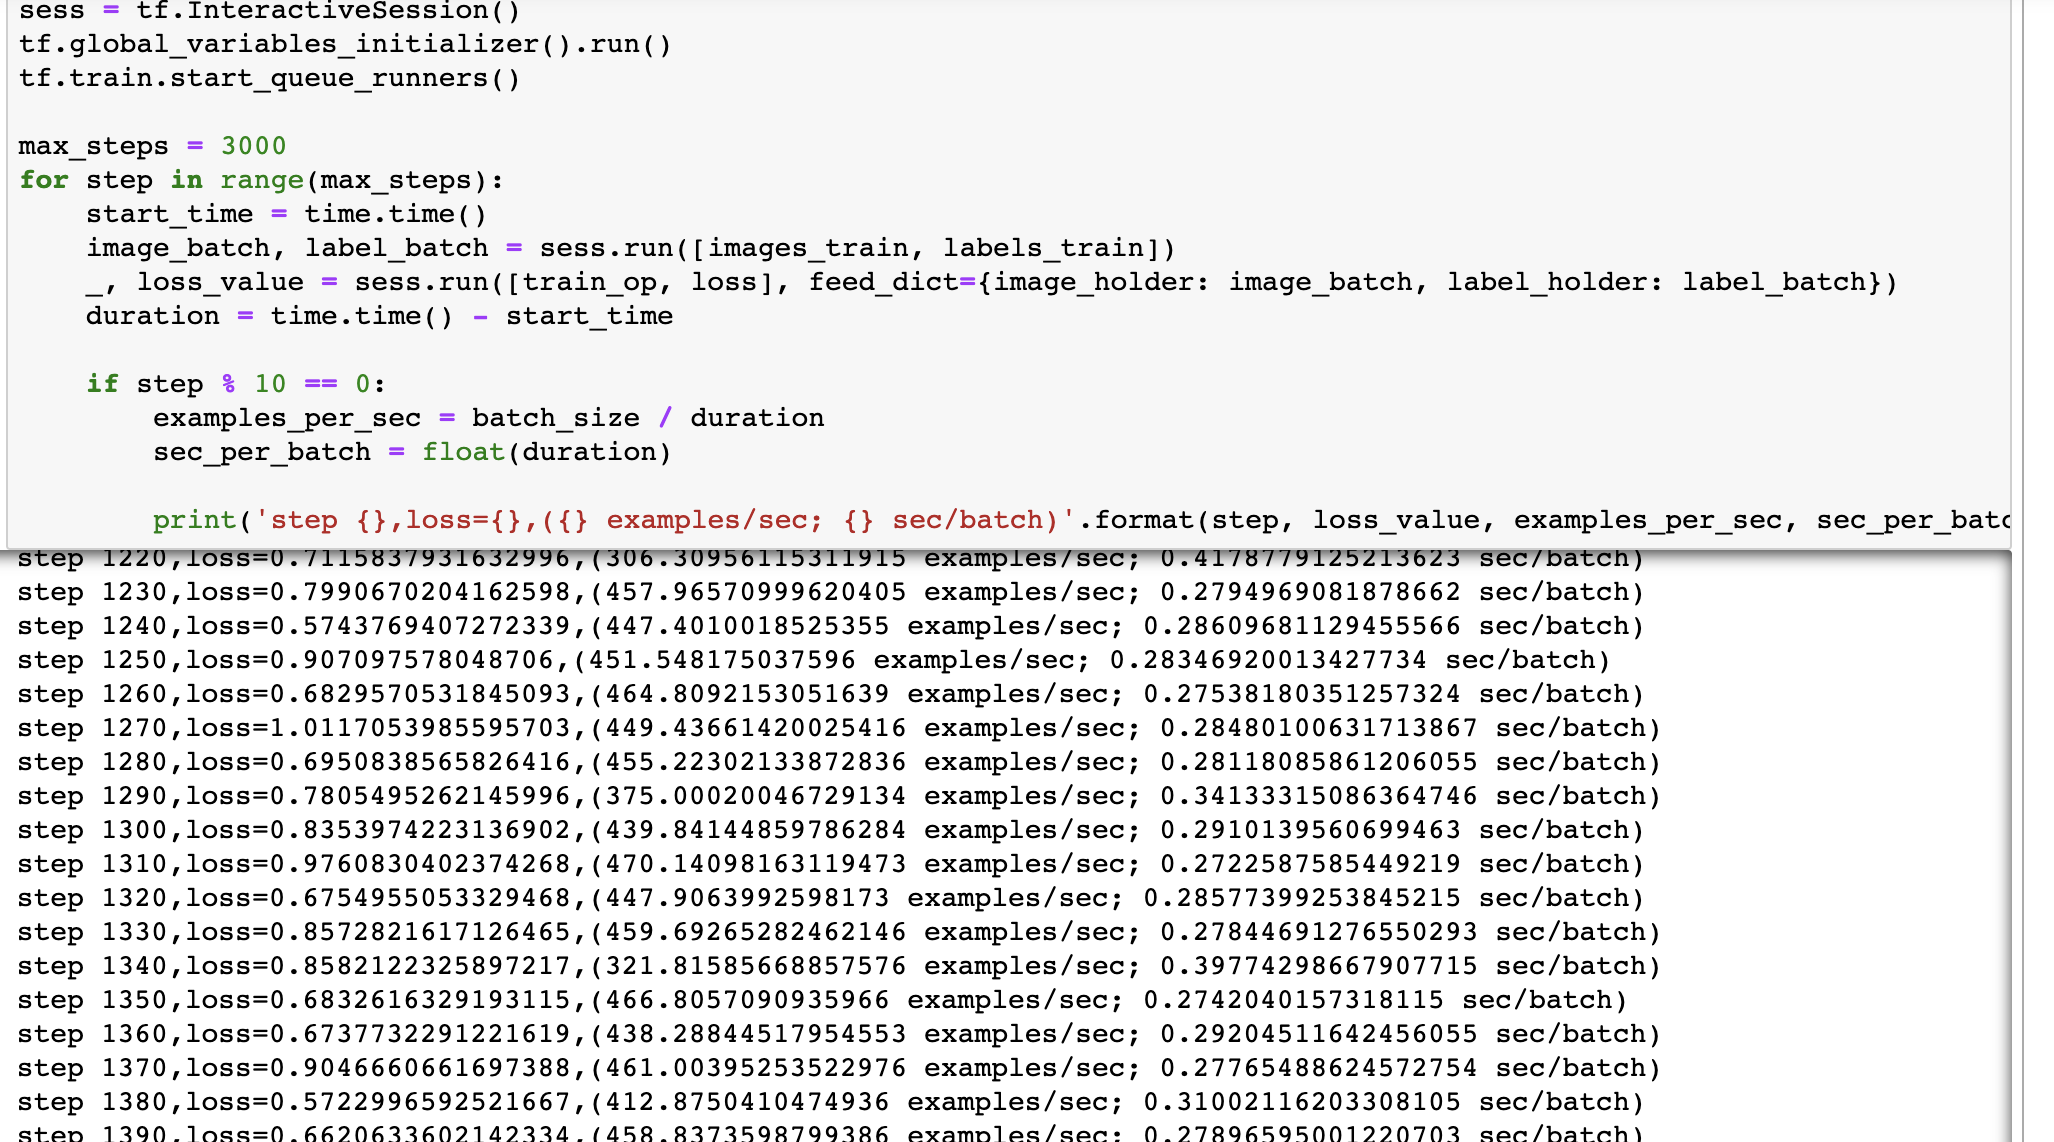 sess = tf.InteractiveSession()
tf.global_variables_initializer().run()
tf.train.start_queue_runners()
max_steps = 3000
for step in range(max_steps):
    start_time = time.time()
    image_batch, label_batch = sess.run([images_train, labels_train])
    _, loss_value = sess.run([train_op, loss], feed_dict={image_holder: image_batch, label_holder: label_batch})
    duration = time.time() - start_time
    if step % 10 == 0:
        examples_per_sec = batch_size / duration
        sec_per_batch = float(duration)
        print('step {},loss={},({} examples/sec; {} sec/batch)'.format(step, loss_value, examples_per_sec, sec_per_batc
step 1220,loss=0.7115837931632996,(306.30956115311915 examples/sec; 0.4178779125213623 sec/batch)
step 1230,loss=0.7990670204162598,(457.96570999620405 examples/sec; 0.2794969081878662 sec/batch)
step 1240,loss=0.5743769407272339,(447.4010018525355 examples/sec; 0.28609681129455566 sec/batch)
step 1250,loss=0.907097578048706,(451.548175037596 examples/sec; 0.28346920013427734 sec/batch)
step 1260,loss=0.6829570531845093,(464.8092153051639 examples/sec; 0.27538180351257324 sec/batch)
step 1270,loss=1.0117053985595703,(449.43661420025416 examples/sec; 0.28480100631713867 sec/batch)
step 1280,loss=0.6950838565826416,(455.22302133872836 examples/sec; 0.28118085861206055 sec/batch)
step 1290,loss=0.7805495262145996,(375.00020046729134 examples/sec; 0.34133315086364746 sec/batch)
step 1300,loss=0.8353974223136902,(439.84144859786284 examples/sec; 0.2910139560699463 sec/batch)
step 1310,loss=0.9760830402374268,(470.14098163119473 examples/sec; 0.2722587585449219 sec/batch)
step 1320,loss=0.6754955053329468,(447.9063992598173 examples/sec; 0.28577399253845215 sec/batch)
step 1330,loss=0.8572821617126465,(459.69265282462146 examples/sec; 0.27844691276550293 sec/batch)
step 1340,loss=0.8582122325897217,(321.81585668857576 examples/sec; 0.39774298667907715 sec/batch)
step 1350,loss=0.6832616329193115,(466.8057090935966 examples/sec; 0.2742040157318115 sec/batch)
step 1360,loss=0.6737732291221619,(438.28844517954553 examples/sec; 0.29204511642456055 sec/batch)
step 1370,loss=0.9046660661697388,(461.00395253522976 examples/sec; 0.27765488624572754 sec/batch)
step 1380,loss=0.5722996592521667,(412.8750410474936 examples/sec; 0.31002116203308105 sec/batch)
step 1390,loss=0.6620633602142334,(458.8373598799386 examples/sec; 0.27896595001220703 sec/batch)